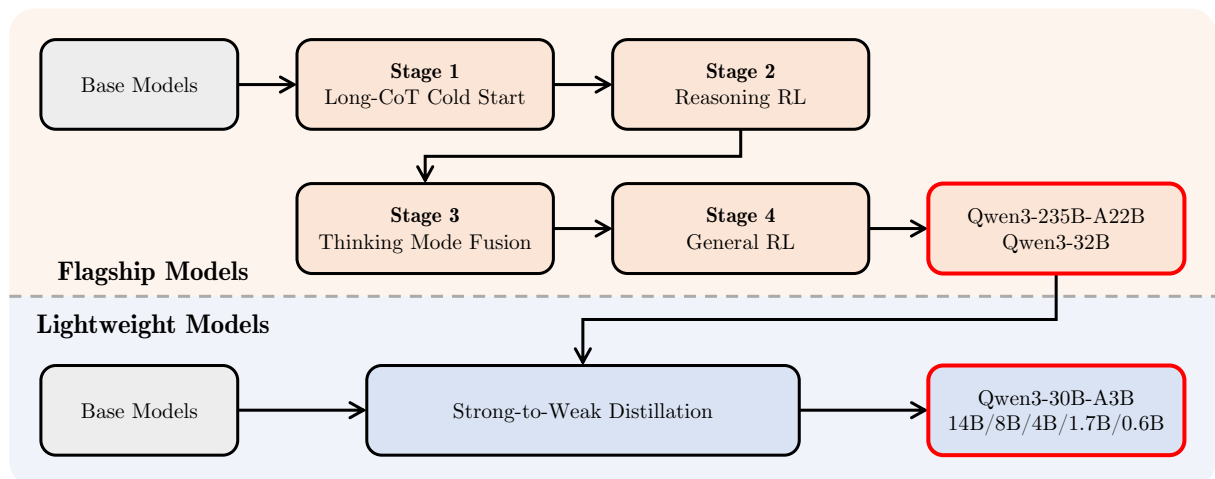 Base Models
Stage 1
Long-CoT Cold Start
Stage 2
Reasoning RL
Stage 3
Thinking Mode Fusion
Stage 4
General RL
Qwen3-235B-A22B
Qwen3-32B
Flagship Models
Lightweight Models
Base Models
Strong-to-Weak Distillation
Qwen3-30B-A3B
14B/8B/4B/1.7B/0.6B